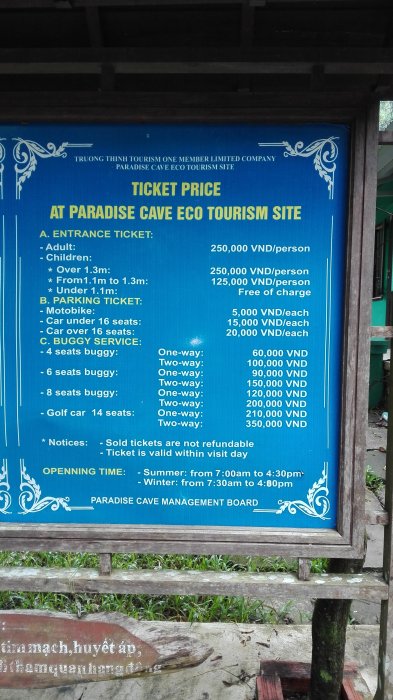 TRUONG THINH TOURISM ONE MEMBER LIMITED COMPANY
PARADISE CAVE ECO TOURISM SITE
TICKET PRICE
AT PARADISE CAVE ECO TOURISM SITE
A. ENTRANCE TICKET:
- Adult: 250,000 VND/person
- Children:
* Over 1.3m: 250,000 VND/person
* From1.1m to 1.3m: 125,000 VND/person
* Under 1.1m: Free of charge
B. PARKING TICKET:
- Motobike: 5,000 VND/each
- Car under 16 seats: 15,000 VND/each
- Car over 16 seats: 20,000 VND/each
C. BUGGY SERVICE:
- 4 seats buggy: One-way: 60,000 VND
Two-way: 100,000 VND
- 6 seats buggy: One-way: 90,000 VND
Two-way: 150,000 VND
- 8 seats buggy: One-way: 120,000 VND
Two-way: 200,000 VND
- Golf car 14 seats: One-way: 210,000 VND
Two-way: 350,000 VND
* Notices: - Sold tickets are not refundable
- Ticket is valid within visit day
OPENNING TIME: - Summer: from 7:00am to 4:30pm
- Winter: from 7:30am to 4:00pm
PARADISE CAVE MANAGEMENT BOARD
tim mạch, huyết áp,
tham quan hang động